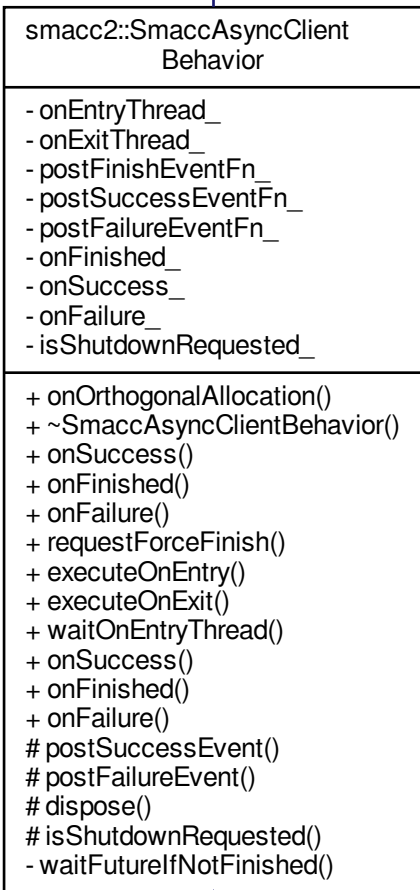 smacc2::SmaccAsyncClient
Behavior
- onEntryThread_
- onExitThread_
- postFinishEventFn_
- postSuccessEventFn_
- postFailureEventFn_
- onFinished_
- onSuccess_
- onFailure_
- isShutdownRequested_
+ onOrthogonalAllocation()
+ ~SmaccAsyncClientBehavior()
+ onSuccess()
+ onFinished()
+ onFailure()
+ requestForceFinish()
+ executeOnEntry()
+ executeOnExit()
+ waitOnEntryThread()
+ onSuccess()
+ onFinished()
+ onFailure()
# postSuccessEvent()
# postFailureEvent()
# dispose()
# isShutdownRequested()
- waitFutureIfNotFinished()